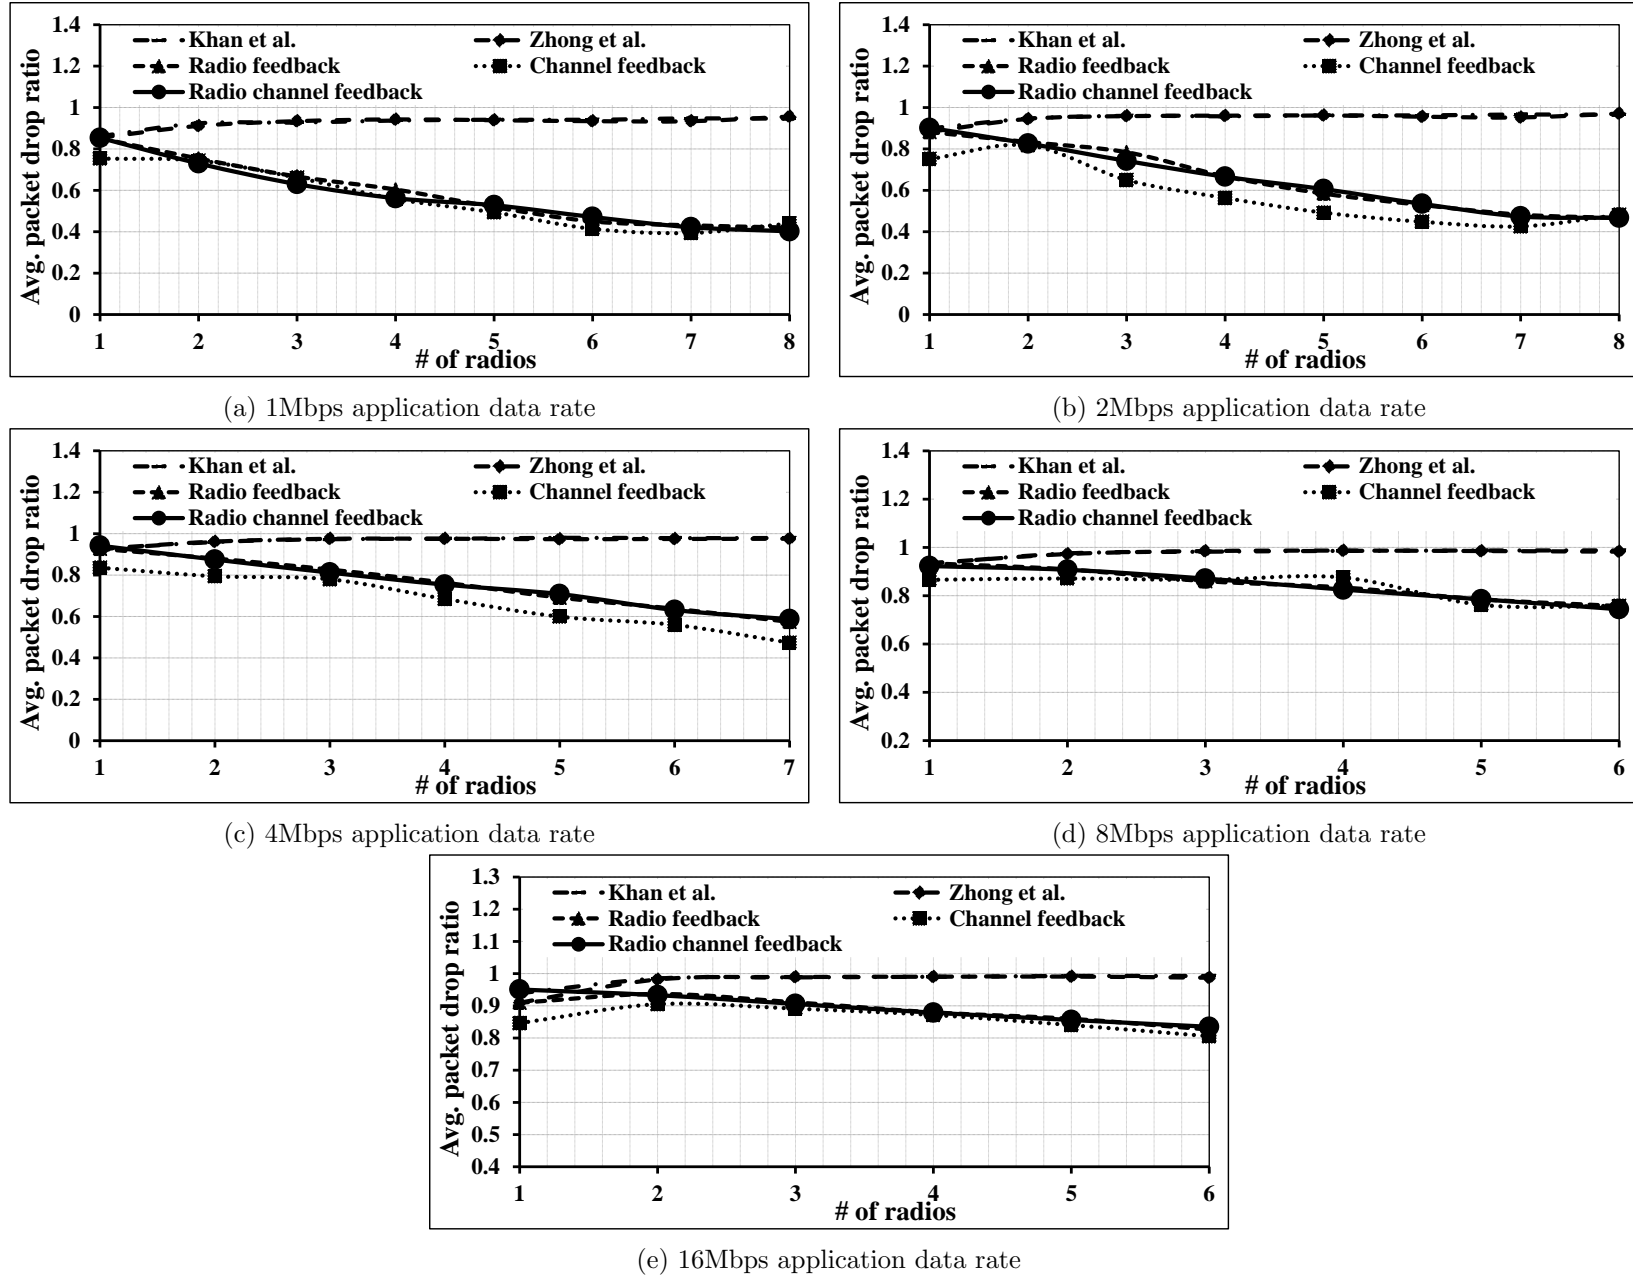 1.4
1.2
1
0.8
0.6
0.4
0.2
0
Avg. packet drop ratio
Khan et al. Zhong et al.
Radio feedback Channel feedback
Radio channel feedback
1 2 3 4 5 6 7 8
# of radios
(a) 1Mbps application data rate
1.4
1.2
1
0.8
0.6
0.4
0.2
0
Avg. packet drop ratio
Khan et al. Zhong et al.
Radio feedback Channel feedback
Radio channel feedback
1 2 3 4 5 6 7 8
# of radios
(b) 2Mbps application data rate
1.4
1.2
1
0.8
0.6
0.4
0.2
0
Avg. packet drop ratio
Khan et al. Zhong et al.
Radio feedback Channel feedback
Radio channel feedback
1 2 3 4 5 6 7
# of radios
(c) 4Mbps application data rate
1.4
1.2
1
0.8
0.6
0.4
0.2
Avg. packet drop ratio
Khan et al. Zhong et al.
Radio feedback Channel feedback
Radio channel feedback
1 2 3 4 5 6
# of radios
(d) 8Mbps application data rate
1.3
1.2
1.1
1
0.9
0.8
0.7
0.6
0.5
0.4
Avg. packet drop ratio
Khan et al. Zhong et al.
Radio feedback Channel feedback
Radio channel feedback
1 2 3 4 5 6
# of radios
(e) 16Mbps application data rate